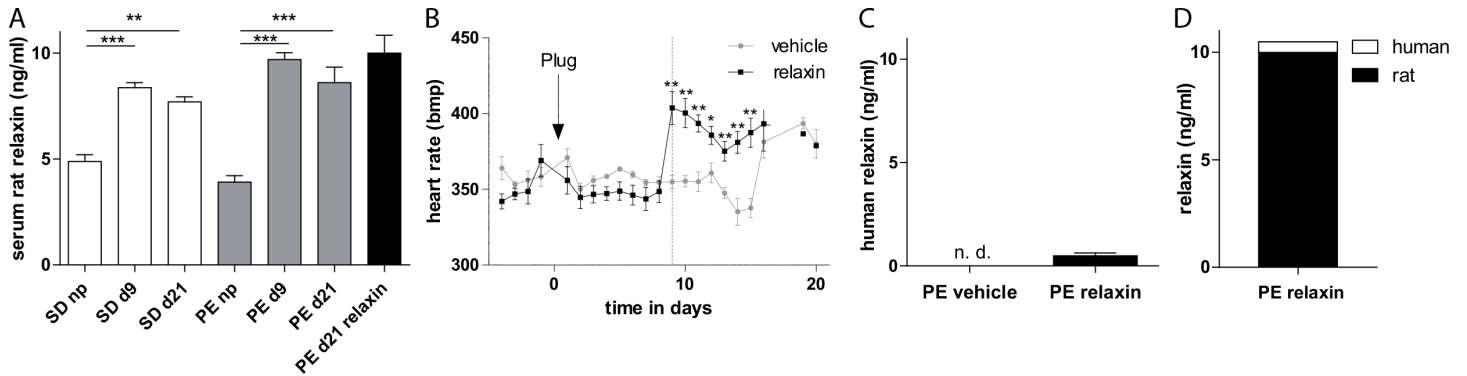 A
serum rat relaxin (ng/ml)
10
5
0
**
***
***
***
SD np
SD d9
SD d21
PE np
PE d9
PE d21
PE d21 relaxin
B
heart rate (bmp)
450
400
350
300
Plug
vehicle
relaxin
**
**
**
*
**
**
**
0
10
20
time in days
C
human relaxin (ng/ml)
10
5
0
n. d.
PE vehicle
PE relaxin
D
relaxin (ng/ml)
10
5
0
human
rat
PE relaxin